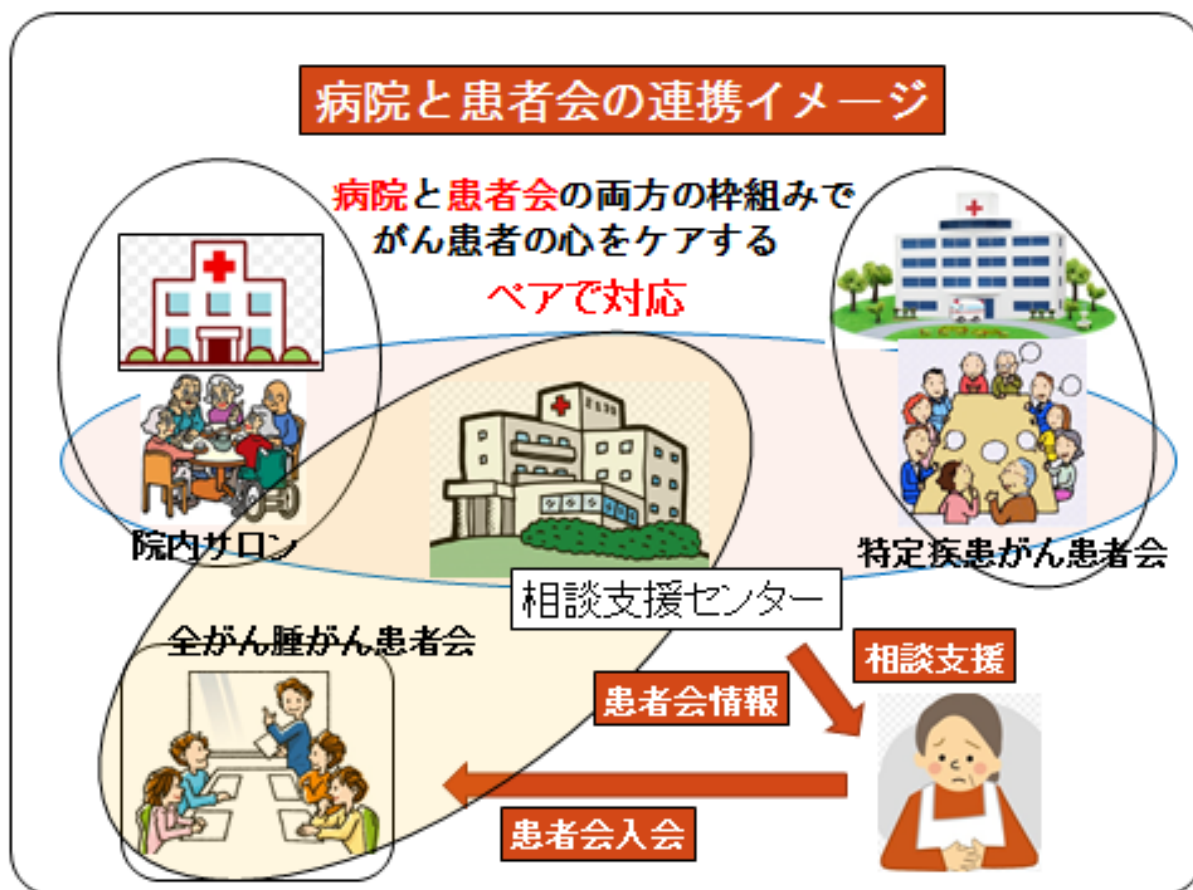 病院と患者会の連携イメージ
病院と患者会の両方の枠組みで
がん患者の心をケアする
ペアで対応
院内サロン
特定疾患がん患者会
相談支援センター
全がん腫がん患者会
相談支援
患者会情報
患者会入会